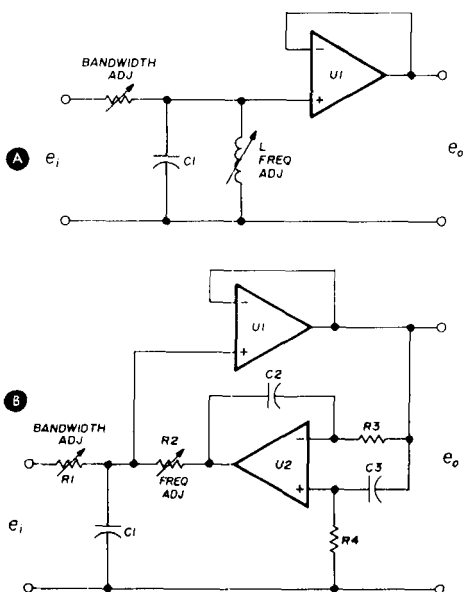 BANDWIDTH
ADJ
U1
−
+
A
ei
C1
L
FREQ
ADJ
eo
U1
−
+
B
C2
BANDWIDTH
ADJ
R1
R2
FREQ
ADJ
U2
−
+
R3
C3
eo
ei
C1
R4